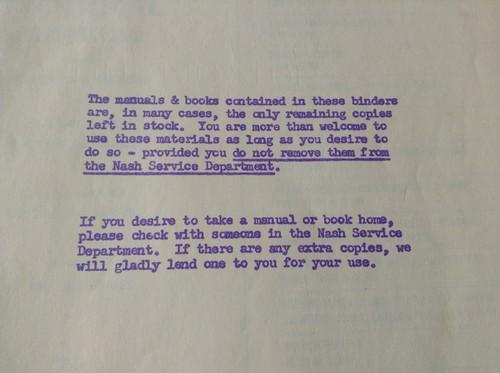 The manuals & books contained in these binders
are, in many cases, the only remaining copies
left in stock. You are more than welcome to
use these materials as long as you desire to
do so - provided you do not remove them from
the Nash Service Department.
If you desire to take a manual or book home,
please check with someone in the Nash Service
Department. If there are any extra copies, we
will gladly lend one to you for your use.